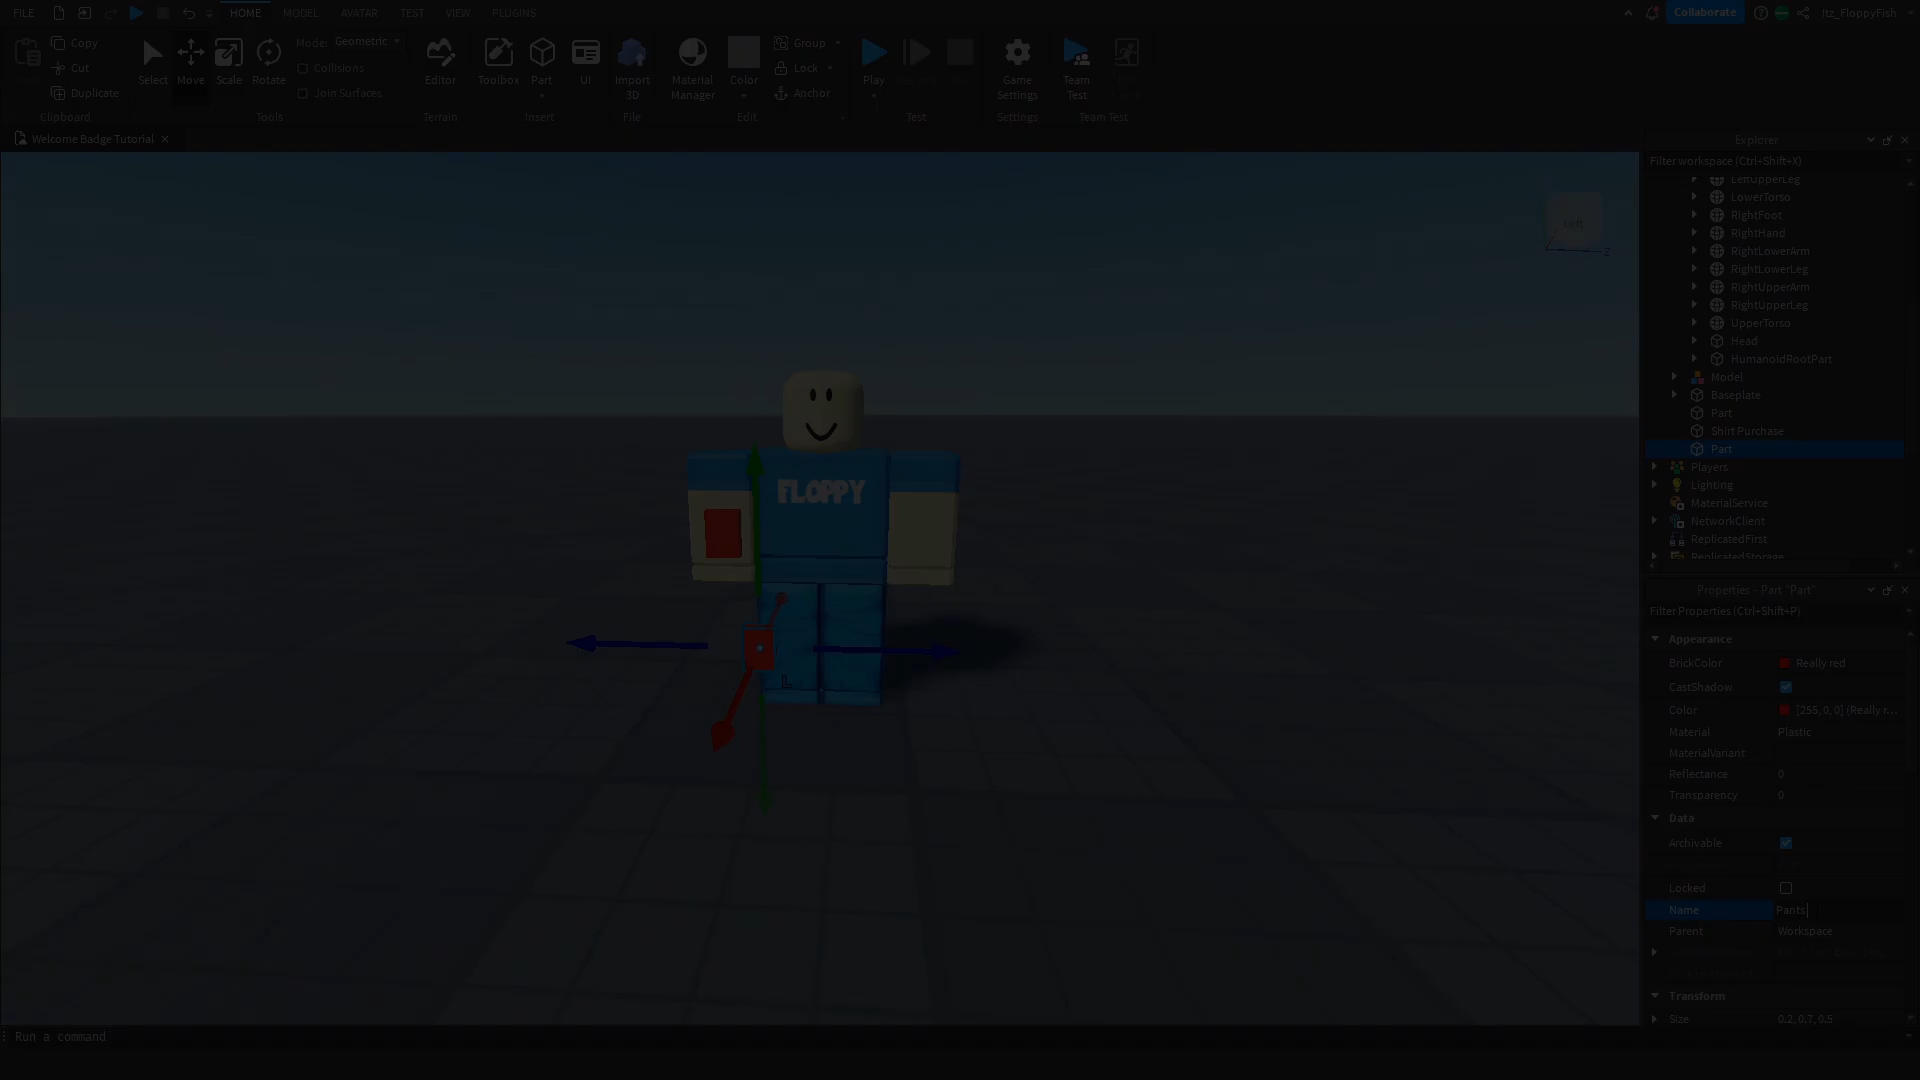 FILE HOME MODEL AVATAR TEST VIEW PLUGINS Collaborate Itz_FloppyFish
Copy
Cut
Duplicate
Clipboard
Select Move Scale Rotate
Mode: Geometric
Collisions
Join Surfaces
Tools
Editor
Terrain
Toolbox Part UI
Insert
Import
3D
File
Material
Manager
Color
Group
Lock
Anchor
Edit
Play
Test
Game
Settings
Settings
Team
Test
Team Test
Welcome Badge Tutorial
Left
Z
FLOPPY
L
Explorer
Filter workspace (Ctrl+Shift+X)
LeftUpperLeg
LowerTorso
RightFoot
RightHand
RightLowerArm
RightLowerLeg
RightUpperArm
RightUpperLeg
UpperTorso
Head
HumanoidRootPart
Model
Baseplate
Part
Shirt Purchase
Part
Players
Lighting
MaterialService
NetworkClient
ReplicatedFirst
ReplicatedStorage
Properties - Part "Part"
Filter Properties (Ctrl+Shift+P)
Appearance
BrickColor Really red
CastShadow
Color [255, 0, 0] (Really r...
Material Plastic
MaterialVariant
Reflectance 0
Transparency 0
Data
Archivable
Locked
Name Pants
Parent Workspace
Transform
Size 0.2, 0.7, 0.5
Run a command